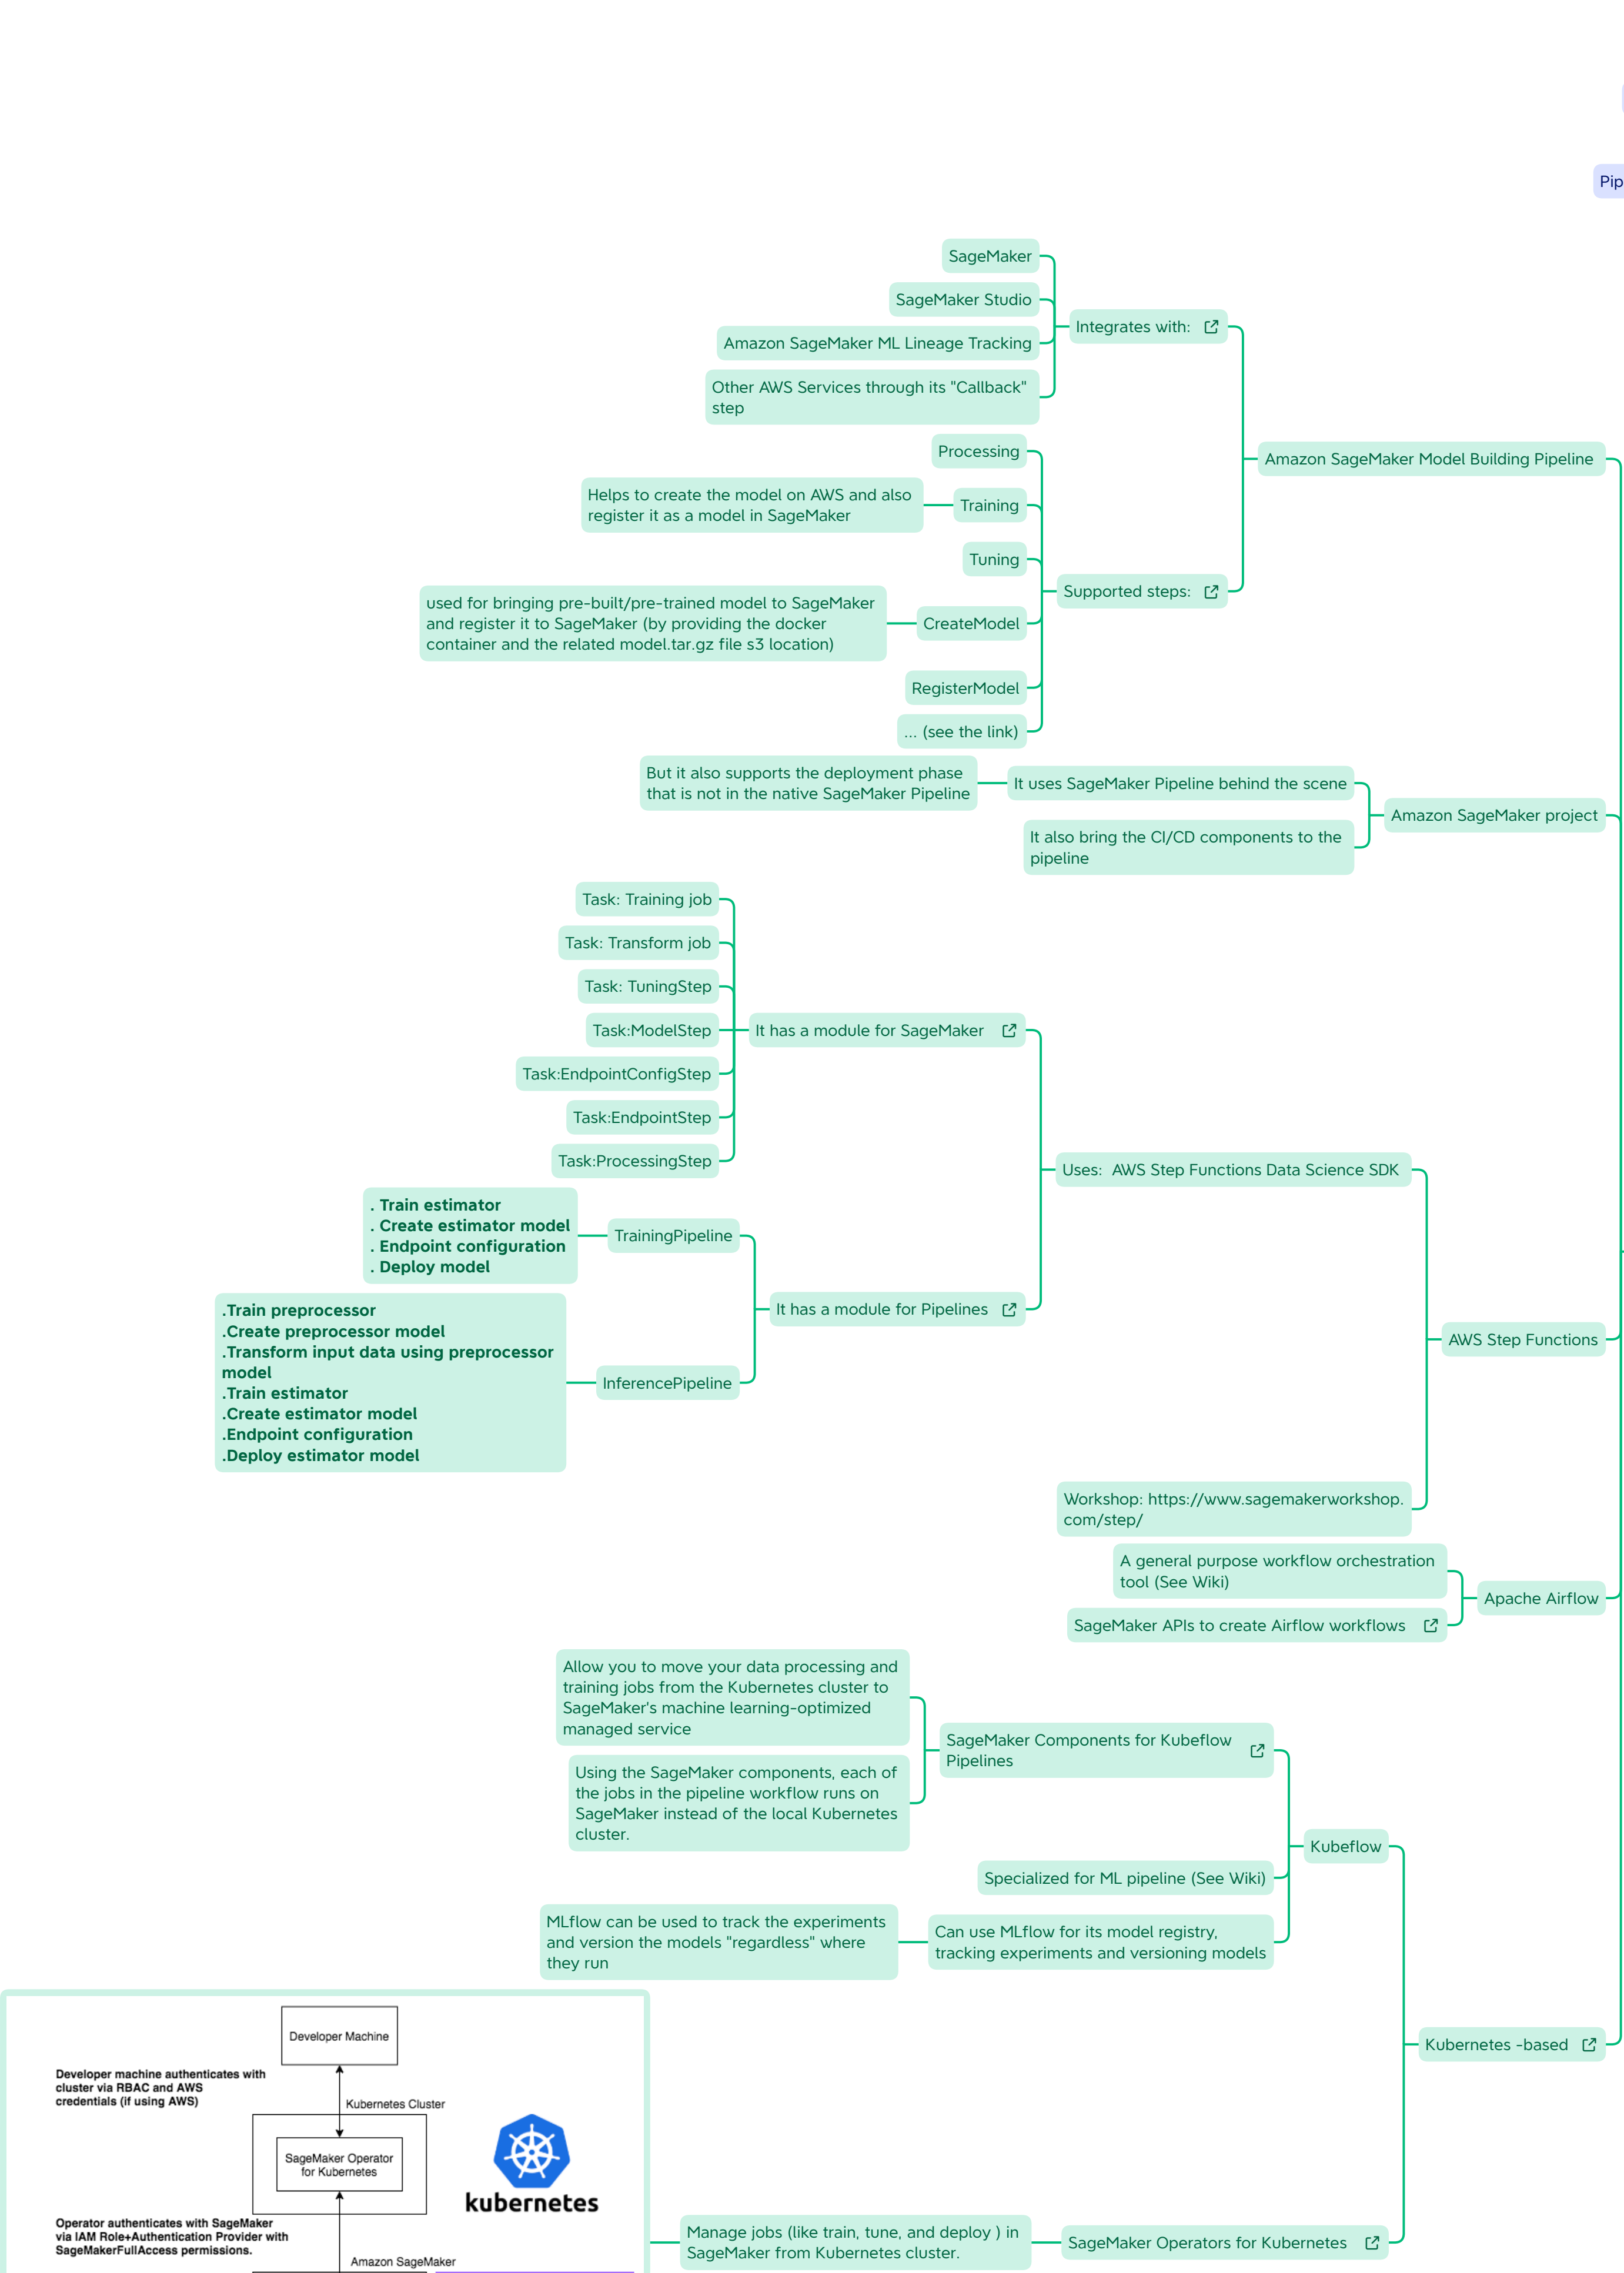 Pip
SageMaker
SageMaker Studio
Integrates with:
Amazon SageMaker ML Lineage Tracking
Other AWS Services through its "Callback"
step
Processing
Amazon SageMaker Model Building Pipeline
Helps to create the model on AWS and also
register it as a model in SageMaker
Training
Tuning
Supported steps:
used for bringing pre-built/pre-trained model to SageMaker
and register it to SageMaker (by providing the docker
container and the related model.tar.gz file s3 location)
CreateModel
RegisterModel
... (see the link)
But it also supports the deployment phase
that is not in the native SageMaker Pipeline
It uses SageMaker Pipeline behind the scene
Amazon SageMaker project
It also bring the CI/CD components to the
pipeline
Task: Training job
Task: Transform job
Task: TuningStep
Task:ModelStep
It has a module for SageMaker
Task:EndpointConfigStep
Task:EndpointStep
Task:ProcessingStep
Uses:  AWS Step Functions Data Science SDK
. Train estimator
. Create estimator model
. Endpoint configuration
. Deploy model
TrainingPipeline
It has a module for Pipelines
.Train preprocessor
.Create preprocessor model
.Transform input data using preprocessor
model
.Train estimator
.Create estimator model
.Endpoint configuration
.Deploy estimator model
InferencePipeline
AWS Step Functions
Workshop: https://www.sagemakerworkshop.
com/step/
A general purpose workflow orchestration
tool (See Wiki)
Apache Airflow
SageMaker APIs to create Airflow workflows
Allow you to move your data processing and
training jobs from the Kubernetes cluster to
SageMaker's machine learning-optimized
managed service
SageMaker Components for Kubeflow
Pipelines
Using the SageMaker components, each of
the jobs in the pipeline workflow runs on
SageMaker instead of the local Kubernetes
cluster.
Kubeflow
Specialized for ML pipeline (See Wiki)
MLflow can be used to track the experiments
and version the models "regardless" where
they run
Can use MLflow for its model registry,
tracking experiments and versioning models
Kubernetes -based
Developer Machine
Developer machine authenticates with
cluster via RBAC and AWS
credentials (if using AWS)
Kubernetes Cluster
SageMaker Operator
for Kubernetes
kubernetes
Operator authenticates with SageMaker
via IAM Role+Authentication Provider with
SageMakerFullAccess permissions.
Amazon SageMaker
Manage jobs (like train, tune, and deploy ) in
SageMaker from Kubernetes cluster.
SageMaker Operators for Kubernetes